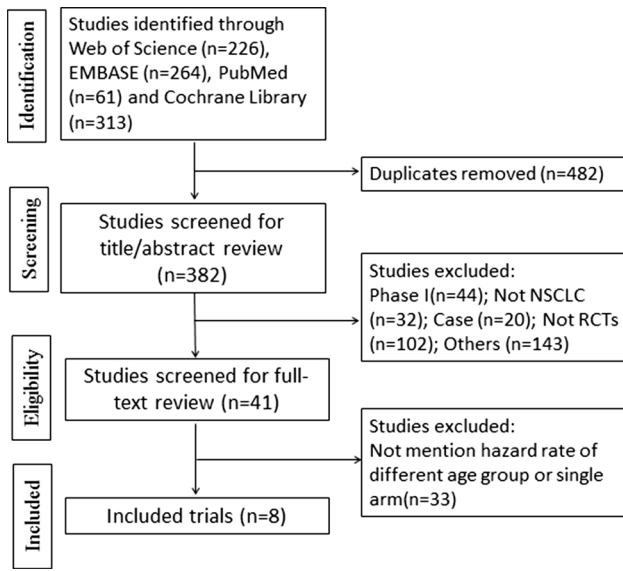 Identification
Studies identified through
Web of Science (n=226),
EMBASE (n=264), PubMed
(n=61) and Cochrane Library
(n=313)
Duplicates removed (n=482)
Screening
Studies screened for
title/abstract review
(n=382)
Studies excluded:
Phase I(n=44); Not NSCLC
(n=32); Case (n=20); Not RCTs
(n=102); Others (n=143)
Eligibility
Studies screened for full-
text review (n=41)
Studies excluded:
Not mention hazard rate of
different age group or single
arm(n=33)
Included
Included trials (n=8)